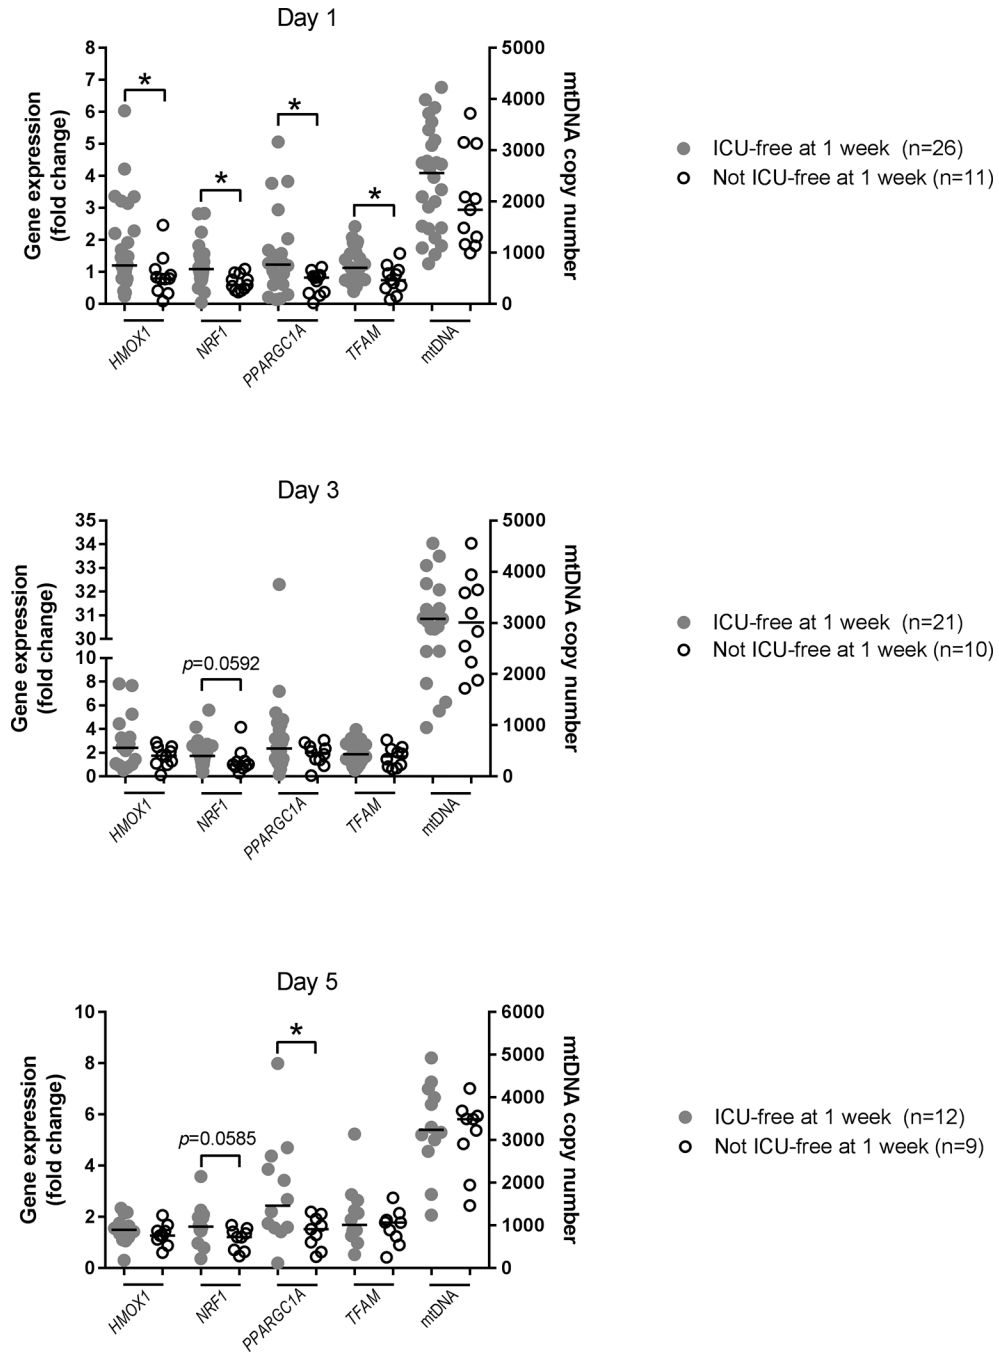 Day 1
Gene expression
(fold change)
8
7
6
5
4
3
2
1
0
*
*
*
*
5000
4000
3000
2000
1000
0
mtDNA copy number
HMOX1
NRF1
PPARGC1A
TFAM
mtDNA
ICU-free at 1 week (n=26)
Not ICU-free at 1 week (n=11)
Day 3
Gene expression
(fold change)
35
34
33
32
31
30
10
8
6
4
2
0
p=0.0592
5000
4000
3000
2000
1000
0
mtDNA copy number
HMOX1
NRF1
PPARGC1A
TFAM
mtDNA
ICU-free at 1 week (n=21)
Not ICU-free at 1 week (n=10)
Day 5
Gene expression
(fold change)
10
8
6
4
2
0
p=0.0585
*
6000
5000
4000
3000
2000
1000
0
mtDNA copy number
HMOX1
NRF1
PPARGC1A
TFAM
mtDNA
ICU-free at 1 week (n=12)
Not ICU-free at 1 week (n=9)